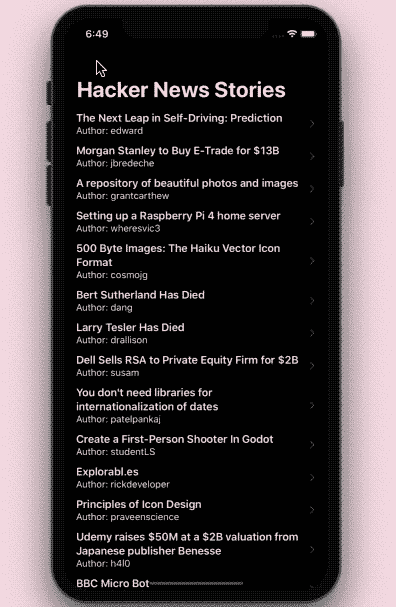 6:49
Hacker News Stories
The Next Leap in Self-Driving: Prediction
Author: edward
Morgan Stanley to Buy E-Trade for $13B
Author: jbredeche
A repository of beautiful photos and images
Author: grantcarthew
Setting up a Raspberry Pi 4 home server
Author: wheresvic3
500 Byte Images: The Haiku Vector Icon
Format
Author: cosmojg
Bert Sutherland Has Died
Author: dang
Larry Tesler Has Died
Author: drallison
Dell Sells RSA to Private Equity Firm for $2B
Author: susam
You don't need libraries for
internationalization of dates
Author: patelpankaj
Create a First-Person Shooter In Godot
Author: studentLS
Explorabl.es
Author: rickdeveloper
Principles of Icon Design
Author: praveenscience
Udemy raises $50M at a $2B valuation from
Japanese publisher Benesse
Author: h4l0
BBC Micro Bot